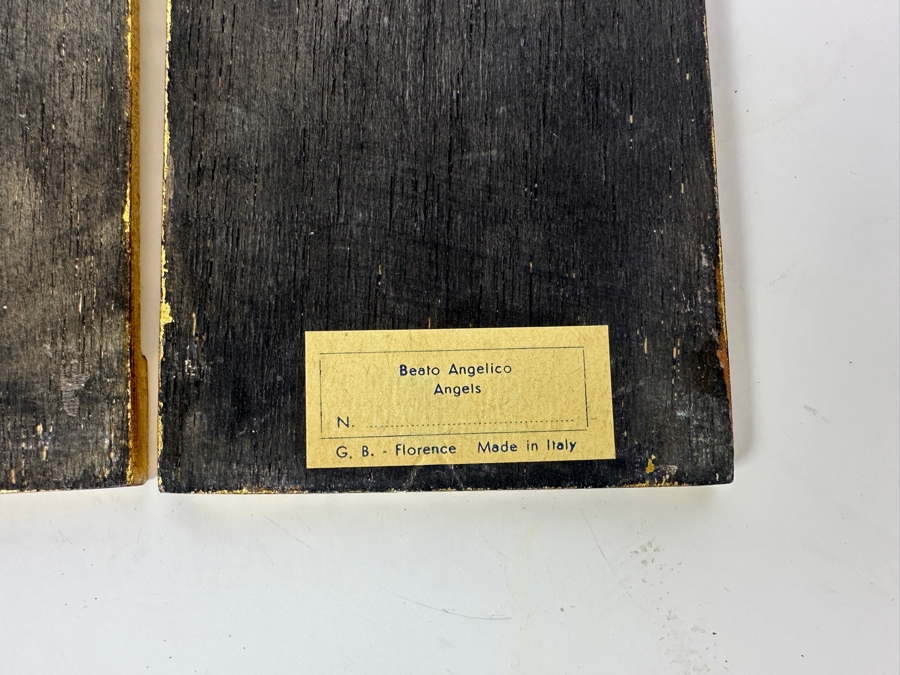 Beato Angelico
Angels
N. ........................................
G. B. - Florence Made in Italy